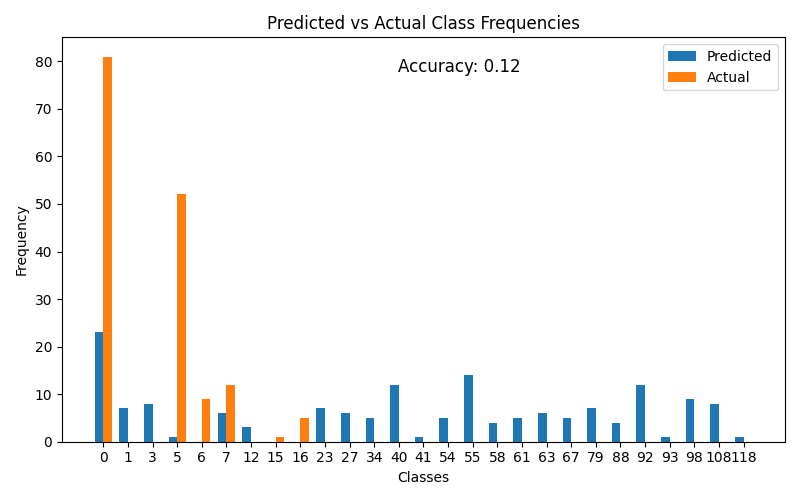 Predicted vs Actual Class Frequencies
Accuracy: 0.12
Predicted
Actual
80
70
60
50
40
30
20
10
0
Frequency
0 1 3 5 6 7 12 15 16 23 27 34 40 41 54 55 58 61 63 67 79 88 92 93 98 108 118
Classes